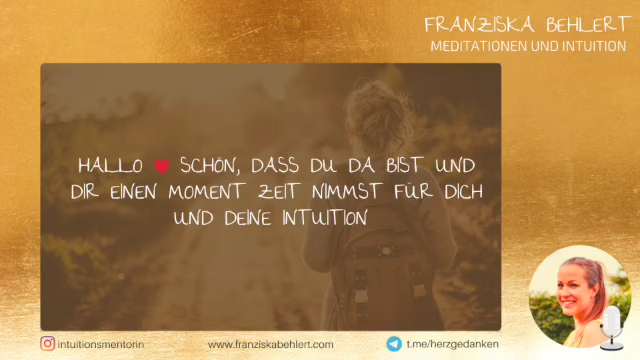 FRANZISKA BEHLERT
MEDITATIONEN UND INTUITION
HALLO ❤ SCHÖN, DASS DU DA BIST UND
DIR EINEN MOMENT ZEIT NIMMST FÜR DICH
UND DEINE INTUITION
intuitionsmentorin
www.franziskabehlert.com
t.me/herzgedanken